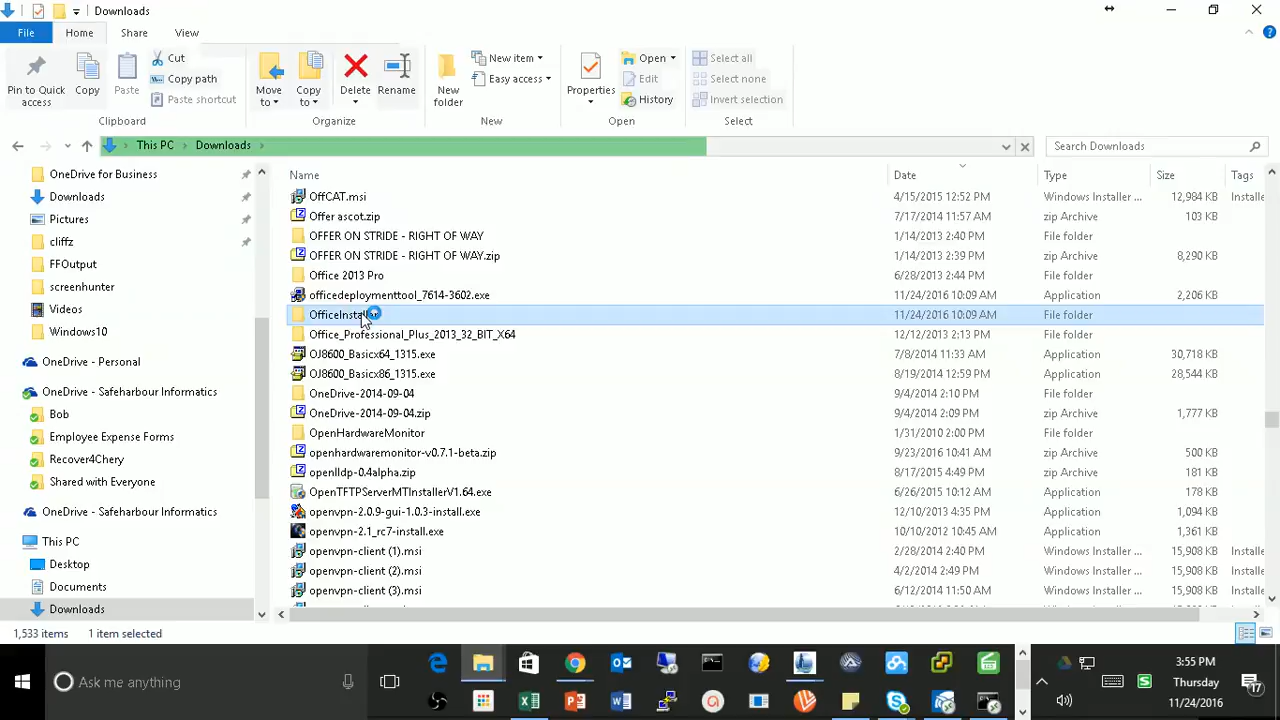 Downloads
File Home Share View
Pin to Quick access
Copy
Paste
Cut
Copy path
Paste shortcut
Clipboard
Move to
Copy to
Delete
Rename
Organize
New folder
New item
Easy access
New
Properties
Open
Edit
History
Open
Select all
Select none
Invert selection
Select
This PC Downloads
Search Downloads
OneDrive for Business
Downloads
Pictures
cliffz
FFOutput
screenhunter
Videos
Windows10
OneDrive - Personal
OneDrive - Safeharbour Informatics
Bob
Employee Expense Forms
Recover4Chery
Shared with Everyone
OneDrive - Safeharbour Informatics
This PC
Desktop
Documents
Downloads
Name Date Type Size Tags
OffCAT.msi 4/15/2015 12:52 PM Windows Installer ... 12,984 KB Installe
Offer ascot.zip 7/17/2014 11:57 AM zip Archive 103 KB
OFFER ON STRIDE - RIGHT OF WAY 1/14/2013 2:40 PM File folder
OFFER ON STRIDE - RIGHT OF WAY.zip 1/14/2013 2:39 PM zip Archive 8,290 KB
Office 2013 Pro 6/28/2013 2:44 PM File folder
officedeploymenttool_7614-3602.exe 11/24/2016 10:09 AM Application 2,206 KB
OfficeInstaller 11/24/2016 10:09 AM File folder
Office_Professional_Plus_2013_32_BIT_X64 12/12/2013 2:13 PM File folder
OJ8600_Basicx64_1315.exe 7/8/2014 11:33 AM Application 30,718 KB
OJ8600_Basicx86_1315.exe 8/19/2014 12:59 PM Application 28,544 KB
OneDrive-2014-09-04 9/4/2014 2:10 PM File folder
OneDrive-2014-09-04.zip 9/4/2014 2:09 PM zip Archive 1,777 KB
OpenHardwareMonitor 1/31/2010 2:00 PM File folder
openhardwaremonitor-v0.7.1-beta.zip 9/23/2016 10:41 AM zip Archive 500 KB
openlldp-0.4alpha.zip 8/17/2015 4:49 PM zip Archive 181 KB
OpenTFTPServerMTInstallerV1.64.exe 6/26/2015 10:12 AM Application 178 KB
openvpn-2.0.9-gui-1.0.3-install.exe 12/10/2013 4:35 PM Application 1,094 KB
openvpn-2.1_rc7-install.exe 10/10/2012 10:45 AM Application 1,361 KB
openvpn-client (1).msi 2/28/2014 2:40 PM Windows Installer ... 15,908 KB Installe
openvpn-client (2).msi 4/2/2014 2:49 PM Windows Installer ... 15,908 KB Installe
openvpn-client (3).msi 6/12/2014 11:50 AM Windows Installer ... 15,908 KB Installe
1,533 items 1 item selected
Ask me anything
3:55 PM
Thursday
11/24/2016
17